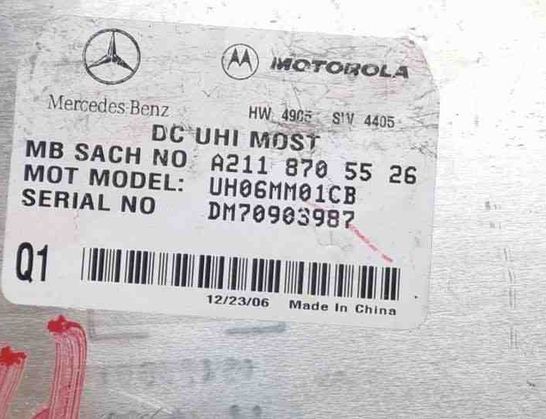 MOTOROLA
Mercedes-Benz
HW 4905 SW 4405
DC UHI MOST
MB SACH NO A211 870 55 26
MOT MODEL: UH06MM01CB
SERIAL NO DM70903987
Q1
12/23/06 Made In China